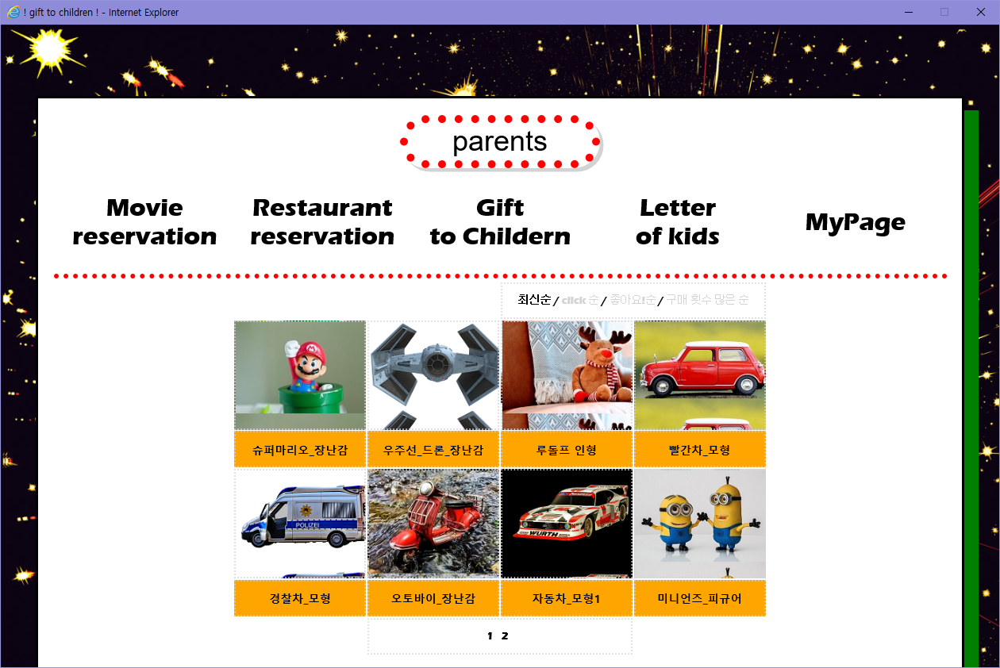 ! gift to children ! - Internet Explorer
parents
Movie
reservation
Restaurant
reservation
Gift
to Childern
Letter
of kids
MyPage
최신순 / click 순 / 좋아요!순 / 구매 횟수 많은 순
M
슈퍼마리오_장난감
우주선_드론_장난감
루돌프 인형
빨간차_모형
POLIZEI
WURTH
경찰차_모형
오토바이_장난감
자동차_모형1
미니언즈_피규어
1 2